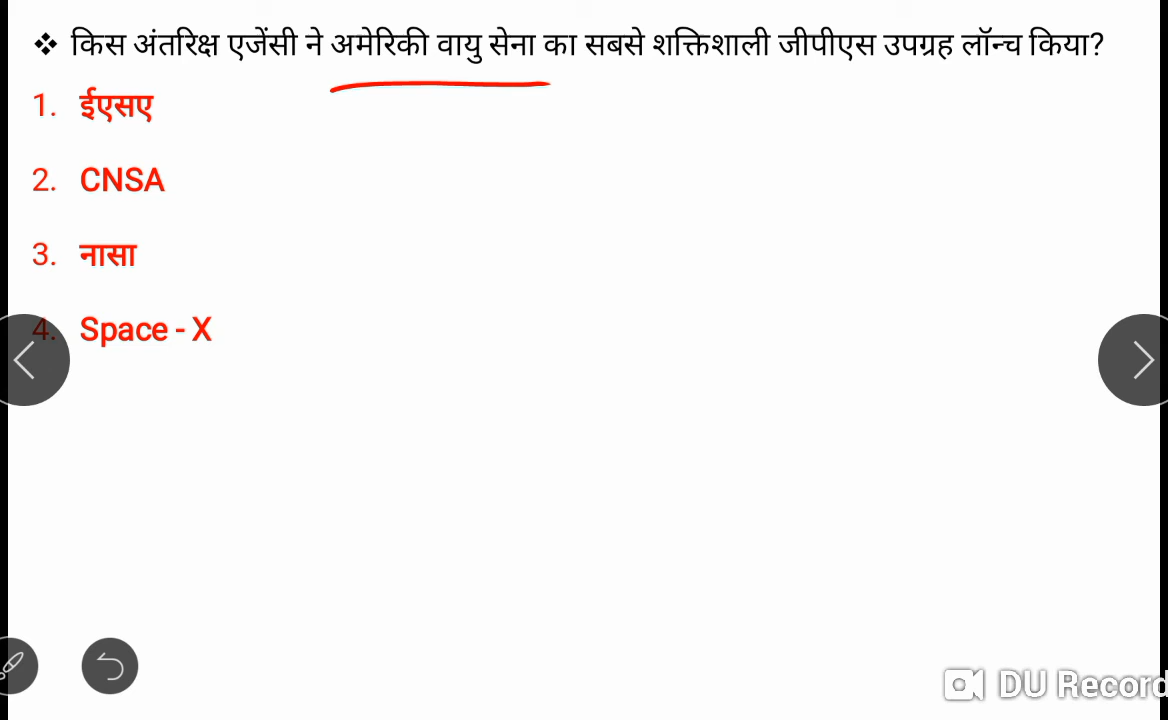 ❖ किस अंतरिक्ष एजेंसी ने अमेरिकी वायु सेना का सबसे शक्तिशाली जीपीएस उपग्रह लॉन्च किया?
1. ईएसए
2. CNSA
3. नासा
4. Space - X
DU Record